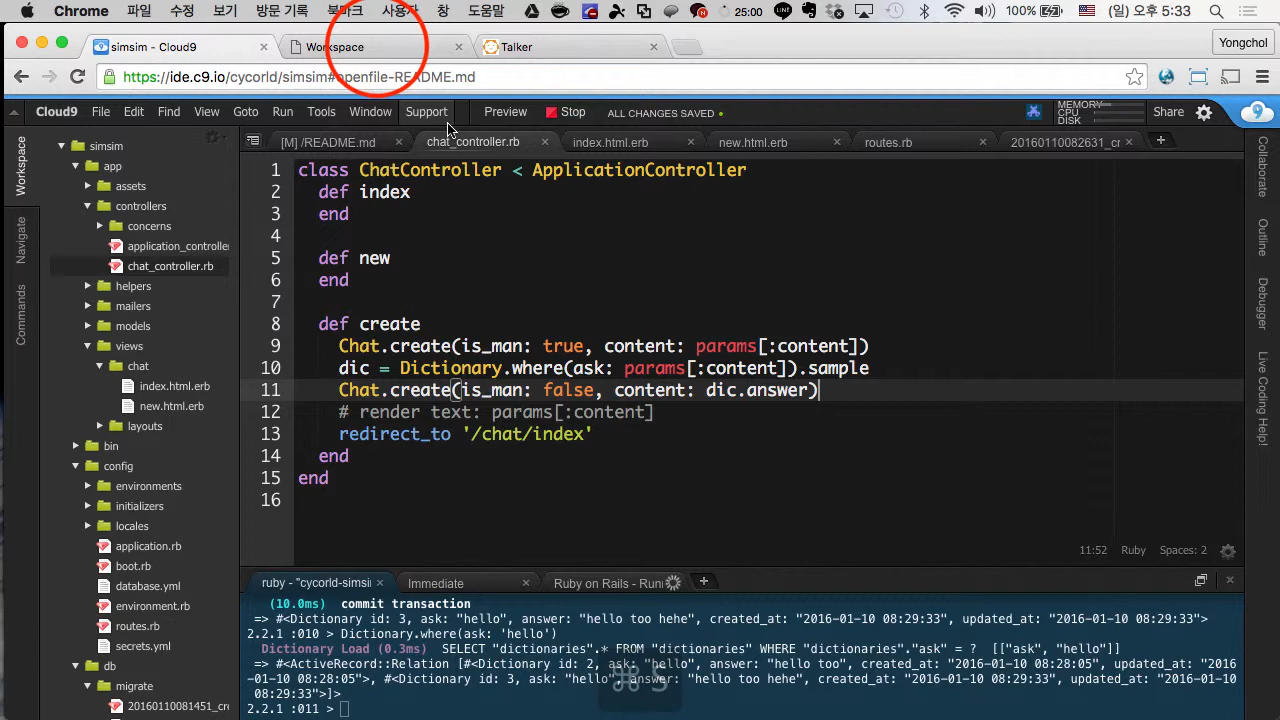 파일 수정 보기 방문 기록 북마크 사용자 창 도움말 25:00 100% (일) 오후 5:33
simsim - Cloud9 Workspace Talker Yongchol
https://ide.c9.io/cycorld/simsim#openfile-README.md
Cloud9 File Edit Find View Goto Run Tools Window Support Preview Stop ALL CHANGES SAVED MEMORY CPU DISK Share
[M] /README.md chat_controller.rb index.html.erb new.html.erb routes.rb 20160110082631_cr
Workspace
Navigate
Commands
simsim
app
assets
controllers
concerns
application_controller
chat_controller.rb
helpers
mailers
models
views
chat
index.html.erb
new.html.erb
layouts
bin
config
environments
initializers
locales
application.rb
boot.rb
database.yml
environment.rb
routes.rb
secrets.yml
db
migrate
20160110081451_cr
1 class ChatController < ApplicationController
2 def index
3 end
4
5 def new
6 end
7
8 def create
9 Chat.create(is_man: true, content: params[:content])
10 dic = Dictionary.where(ask: params[:content]).sample
11 Chat.create(is_man: false, content: dic.answer)
12 # render text: params[:content]
13 redirect_to '/chat/index'
14 end
15 end
16
11:52 Ruby Spaces: 2
Collaborate
Outline
Debugger
Live Coding Help!
ruby - "cycorld-simsi Immediate Ruby on Rails - Run
(10.0ms) commit transaction
=> #<Dictionary id: 3, ask: "hello", answer: "hello too hehe", created_at: "2016-01-10 08:29:33", updated_at: "2016-01-10 08:29:33">
2.2.1 :010 > Dictionary.where(ask: 'hello')
Dictionary Load (0.3ms) SELECT "dictionaries".* FROM "dictionaries" WHERE "dictionaries"."ask" = ? [["ask", "hello"]]
=> #<ActiveRecord::Relation [#<Dictionary id: 2, ask: "hello", answer: "hello too", created_at: "2016-01-10 08:28:05", updated_at: "2016
-01-10 08:28:05">, #<Dictionary id: 3, ask: "hello", answer: "hello too hehe", created_at: "2016-01-10 08:29:33", updated_at: "2016-01-10
08:29:33">]>
2.2.1 :011 >
⌘ S